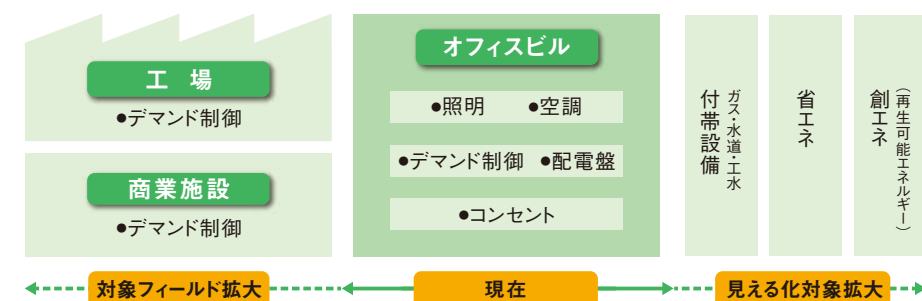 工場
●デマンド制御
商業施設
●デマンド制御
オフィスビル
●照明 ●空調
●デマンド制御 ●配電盤
●コンセント
付帯設備
ガス・水道・工水
省エネ
創エネ
(再生可能エネルギー)
対象フィールド拡大
現在
見える化対象拡大